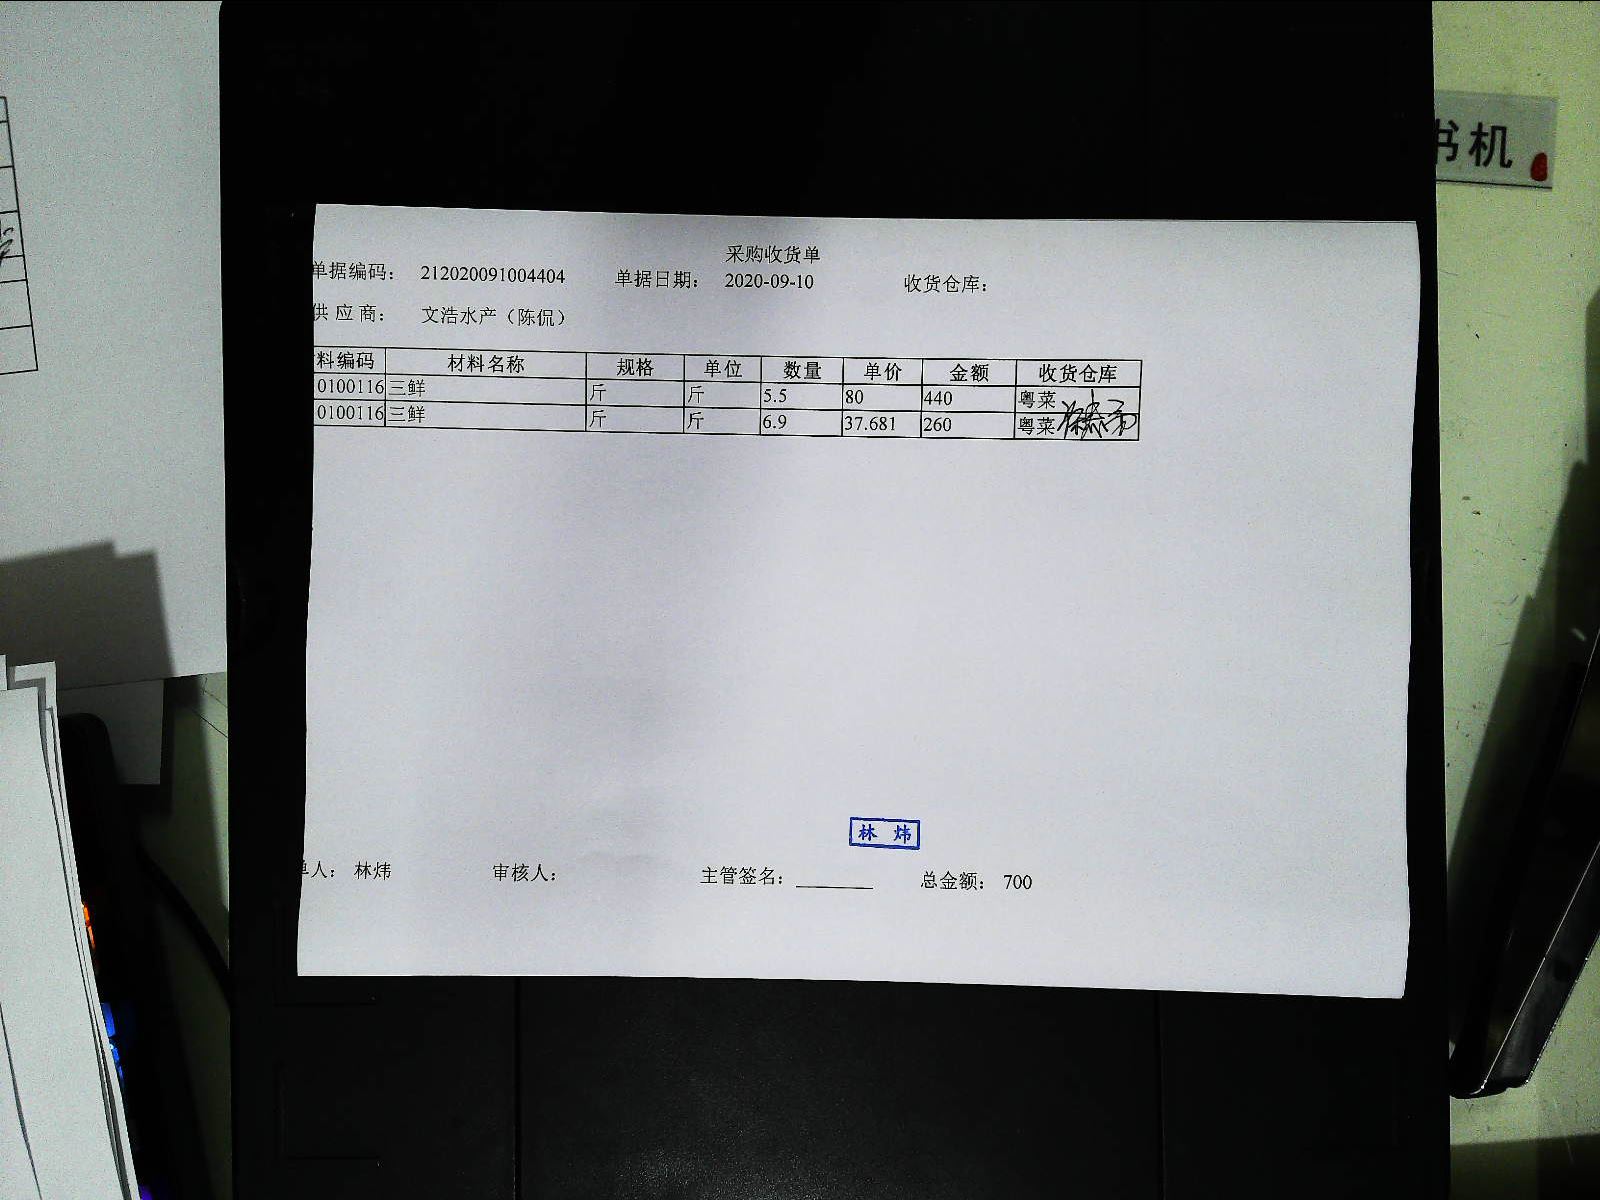 书机
采购收货单
单据编码： 212020091004404 单据日期： 2020-09-10 收货仓库：
供应商： 文浩水产（陈侃）
料编码 材料名称 规格 单位 数量 单价 金额 收货仓库
0100116 三鲜 斤 斤 5.5 80 440 粤菜
0100116 三鲜 斤 斤 6.9 37.681 260 粤菜
林炜
单人： 林炜 审核人： 主管签名： 总金额： 700